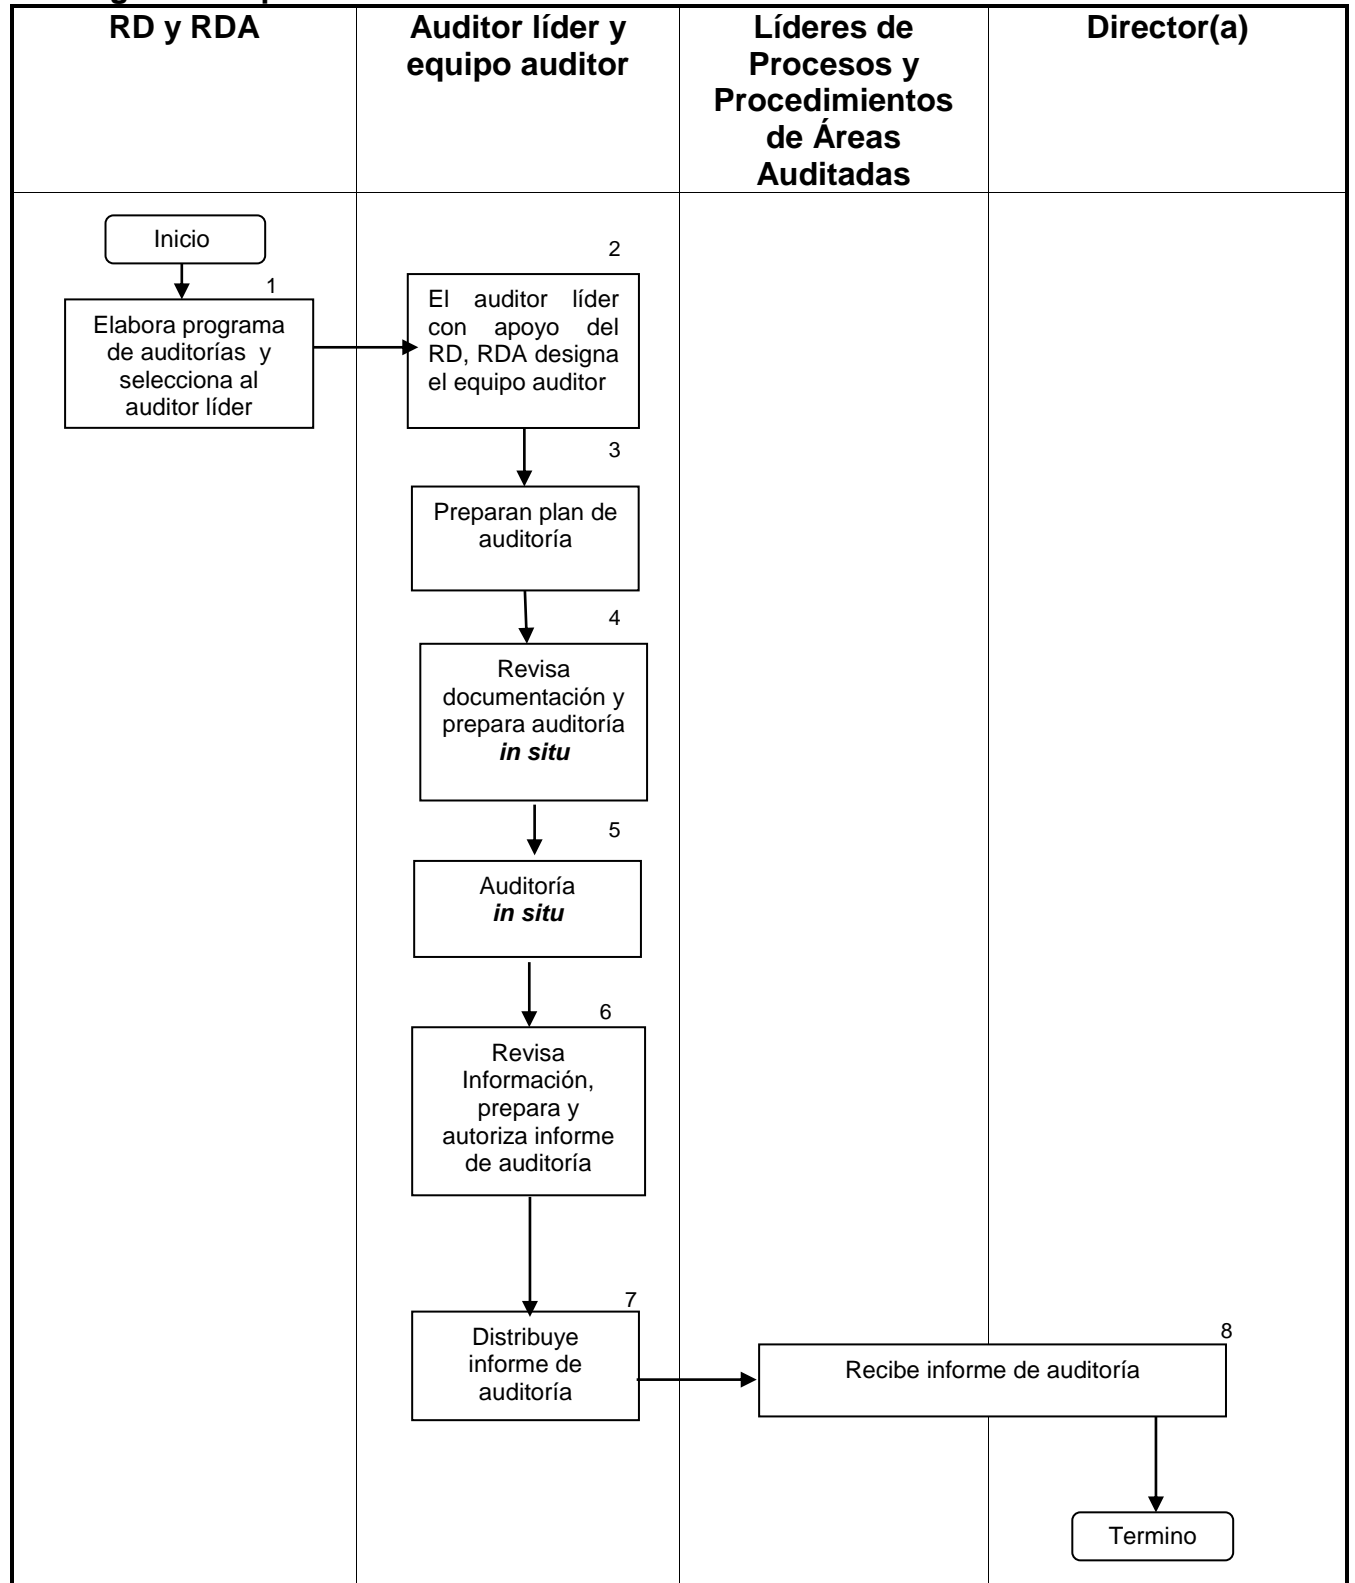 RD y RDA
Auditor líder y
equipo auditor
Líderes de
Procesos y
Procedimientos
de Áreas
Auditadas
Director(a)
Inicio
1
Elabora programa
de auditorías y
selecciona al
auditor líder
2
El auditor líder
con apoyo del
RD, RDA designa
el equipo auditor
3
Preparan plan de
auditoría
4
Revisa
documentación y
prepara auditoría
in situ
5
Auditoría
in situ
6
Revisa
Información,
prepara y
autoriza informe
de auditoría
7
Distribuye
informe de
auditoría
8
Recibe informe de auditoría
Termino